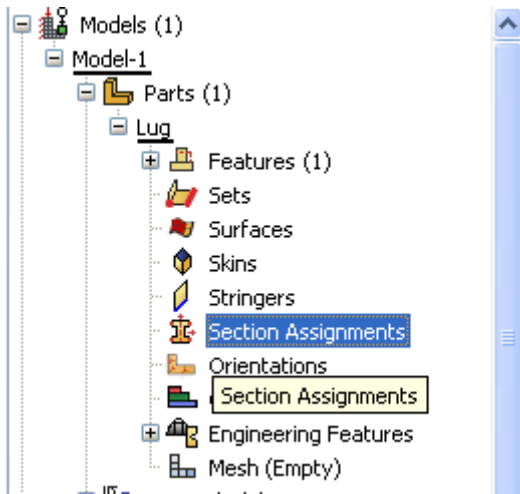 Models (1)
Model-1
Parts (1)
Lug
Features (1)
Sets
Surfaces
Skins
Stringers
Section Assignments
Orientations
Section Assignments
Engineering Features
Mesh (Empty)